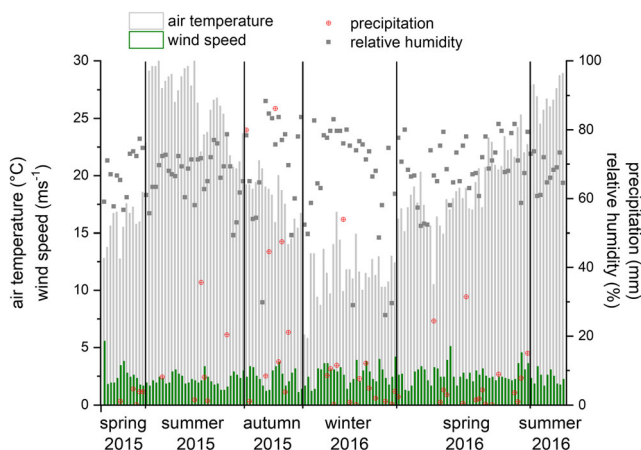 air temperature
wind speed
precipitation
relative humidity
30
25
20
15
10
5
0
air temperature (°C)
wind speed (ms-1)
100
80
60
40
20
0
precipitation (mm)
relative humidity (%)
spring 2015
summer 2015
autumn 2015
winter 2016
spring 2016
summer 2016